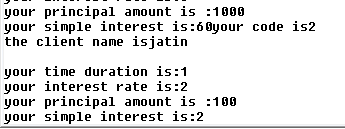 your principal amount is :1000
your simple interest is:60your code is2
the client name isjatin
your time duration is:1
your interest rate is:2
your principal amount is :100
your simple interest is:2